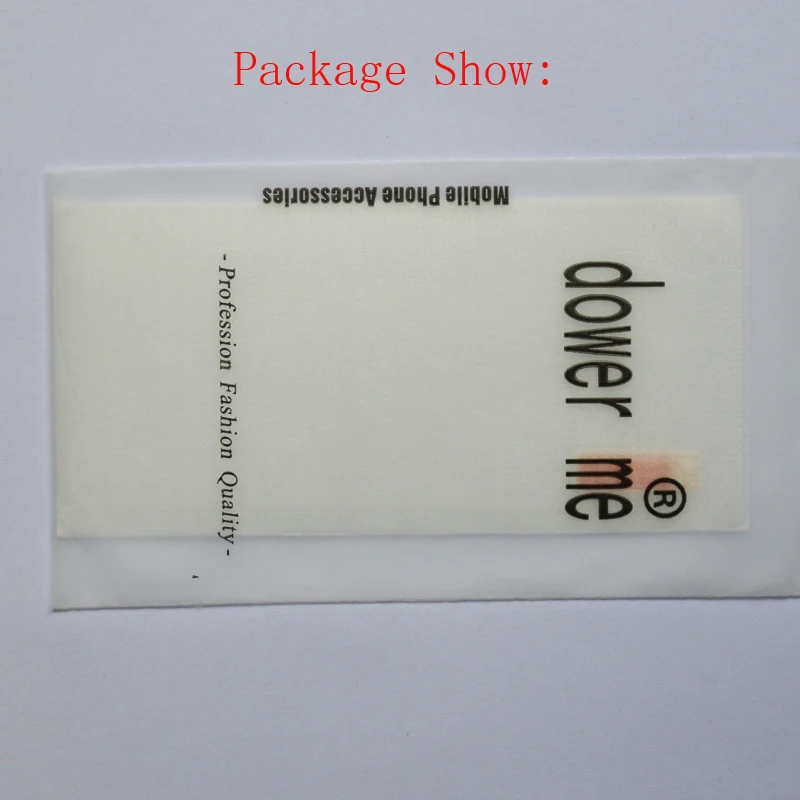 Package Show:
Mobile Phone Accessories
dower me®
- Profession Fashion Quality -